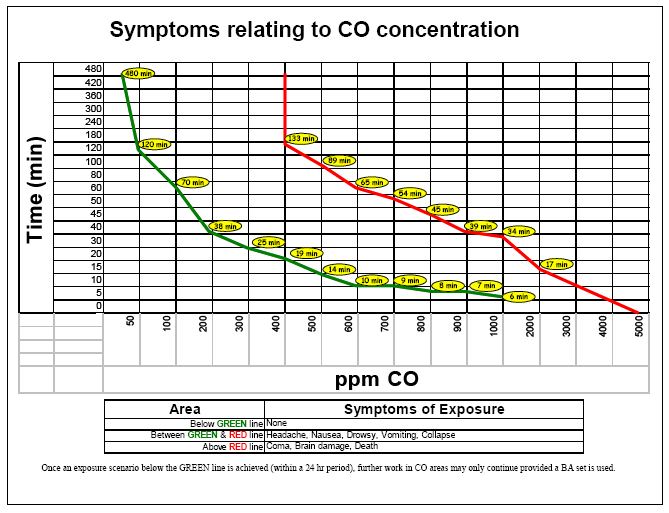 Symptoms relating to CO concentration
Time (min)
480
420
360
300
240
180
120
100
80
60
50
45
40
30
20
15
10
5
0
480 min
120 min
70 min
38 min
25 min
19 min
14 min
10 min
9 min
8 min
7 min
6 min
133 min
89 min
65 min
54 min
45 min
39 min
34 min
17 min
50 100 200 300 400 500 600 700 800 900 1000 2000 3000 4000 5000
ppm CO
Area Symptoms of Exposure
Below GREEN line None
Between GREEN & RED line Headache, Nausea, Drowsy, Vomiting, Collapse
Above RED line Coma, Brain damage, Death
Once an exposure scenario below the GREEN line is achieved (within a 24 hr period), further work in CO areas may only continue provided a BA set is used.